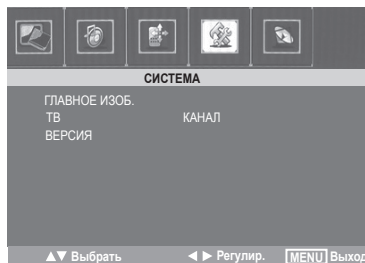 СИСТЕМА
ГЛАВНОЕ ИЗОБ.
ТВ КАНАЛ
ВЕРСИЯ
▲▼ Выбрать ◄ ► Регулир. MENU Выход